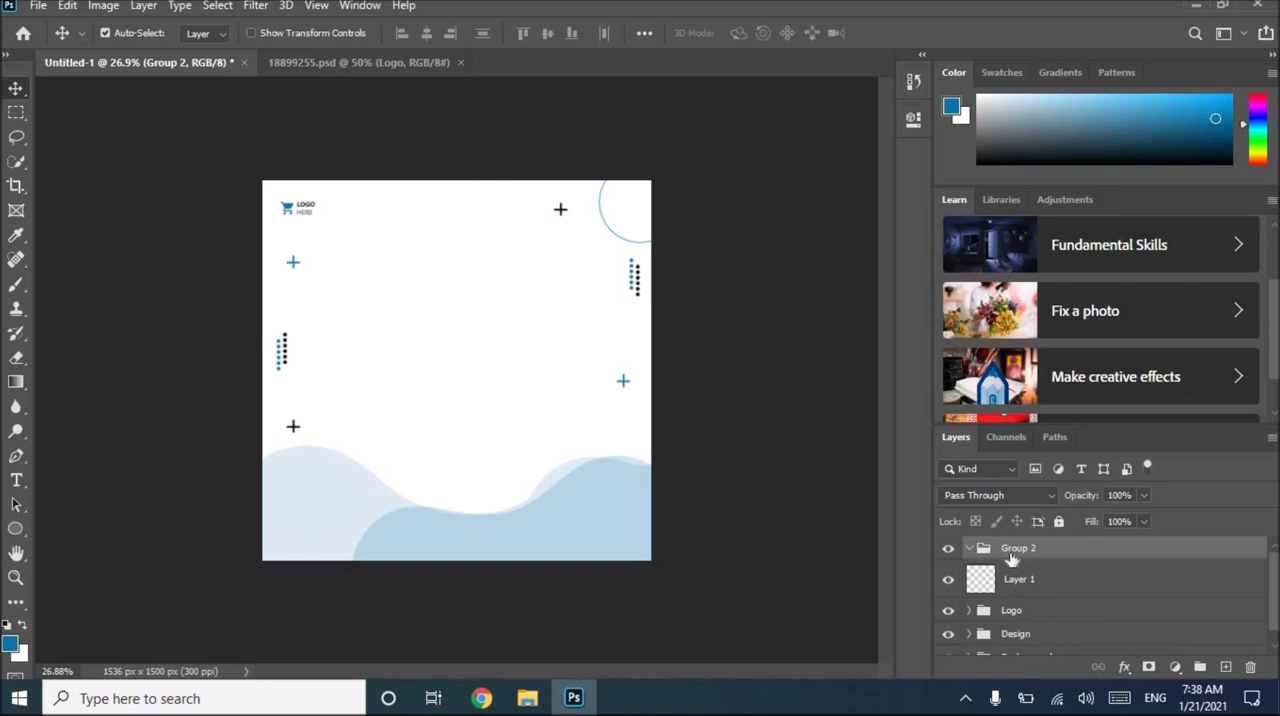 Ps File Edit Image Layer Type Select Filter 3D View Window Help
Auto-Select: Layer Show Transform Controls 3D Mode:
Untitled-1 @ 26.9% (Group 2, RGB/8) * 18899255.psd @ 50% (Logo, RGB/8#)
Color Swatches Gradients Patterns
Learn Libraries Adjustments
Fundamental Skills
Fix a photo
Make creative effects
LOGO
HERE
Layers Channels Paths
Kind
Pass Through Opacity: 100%
Lock: Fill: 100%
Group 2
Layer 1
Logo
Design
26.88% 1536 px x 1500 px (300 ppi)
Type here to search
Ps
ENG
7:38 AM
1/21/2021